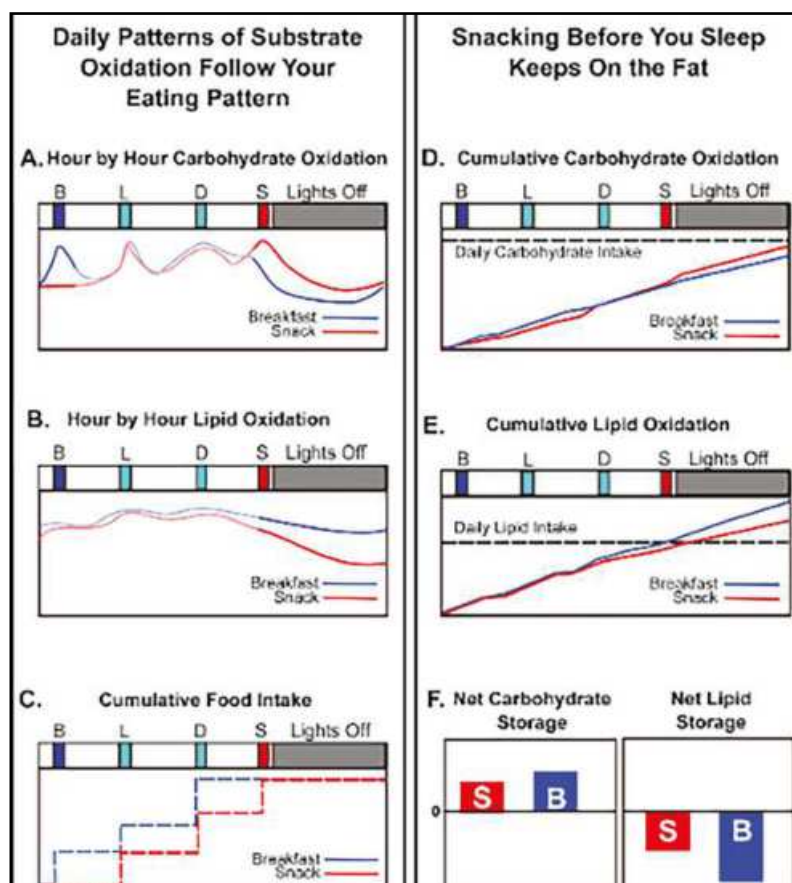 Daily Patterns of Substrate
Oxidation Follow Your
Eating Pattern
A. Hour by Hour Carbohydrate Oxidation
B L D S Lights Off
Breakfast
Snack
B. Hour by Hour Lipid Oxidation
B L D S Lights Off
Breakfast
Snack
C. Cumulative Food Intake
B L D S Lights Off
Breakfast
Snack
Snacking Before You Sleep
Keeps On the Fat
D. Cumulative Carbohydrate Oxidation
B L D S Lights Off
Daily Carbohydrate Intake
Breakfast
Snack
E. Cumulative Lipid Oxidation
B L D S Lights Off
Daily Lipid Intake
Breakfast
Snack
F. Net Carbohydrate
Storage
Net Lipid
Storage
0
S B
S B